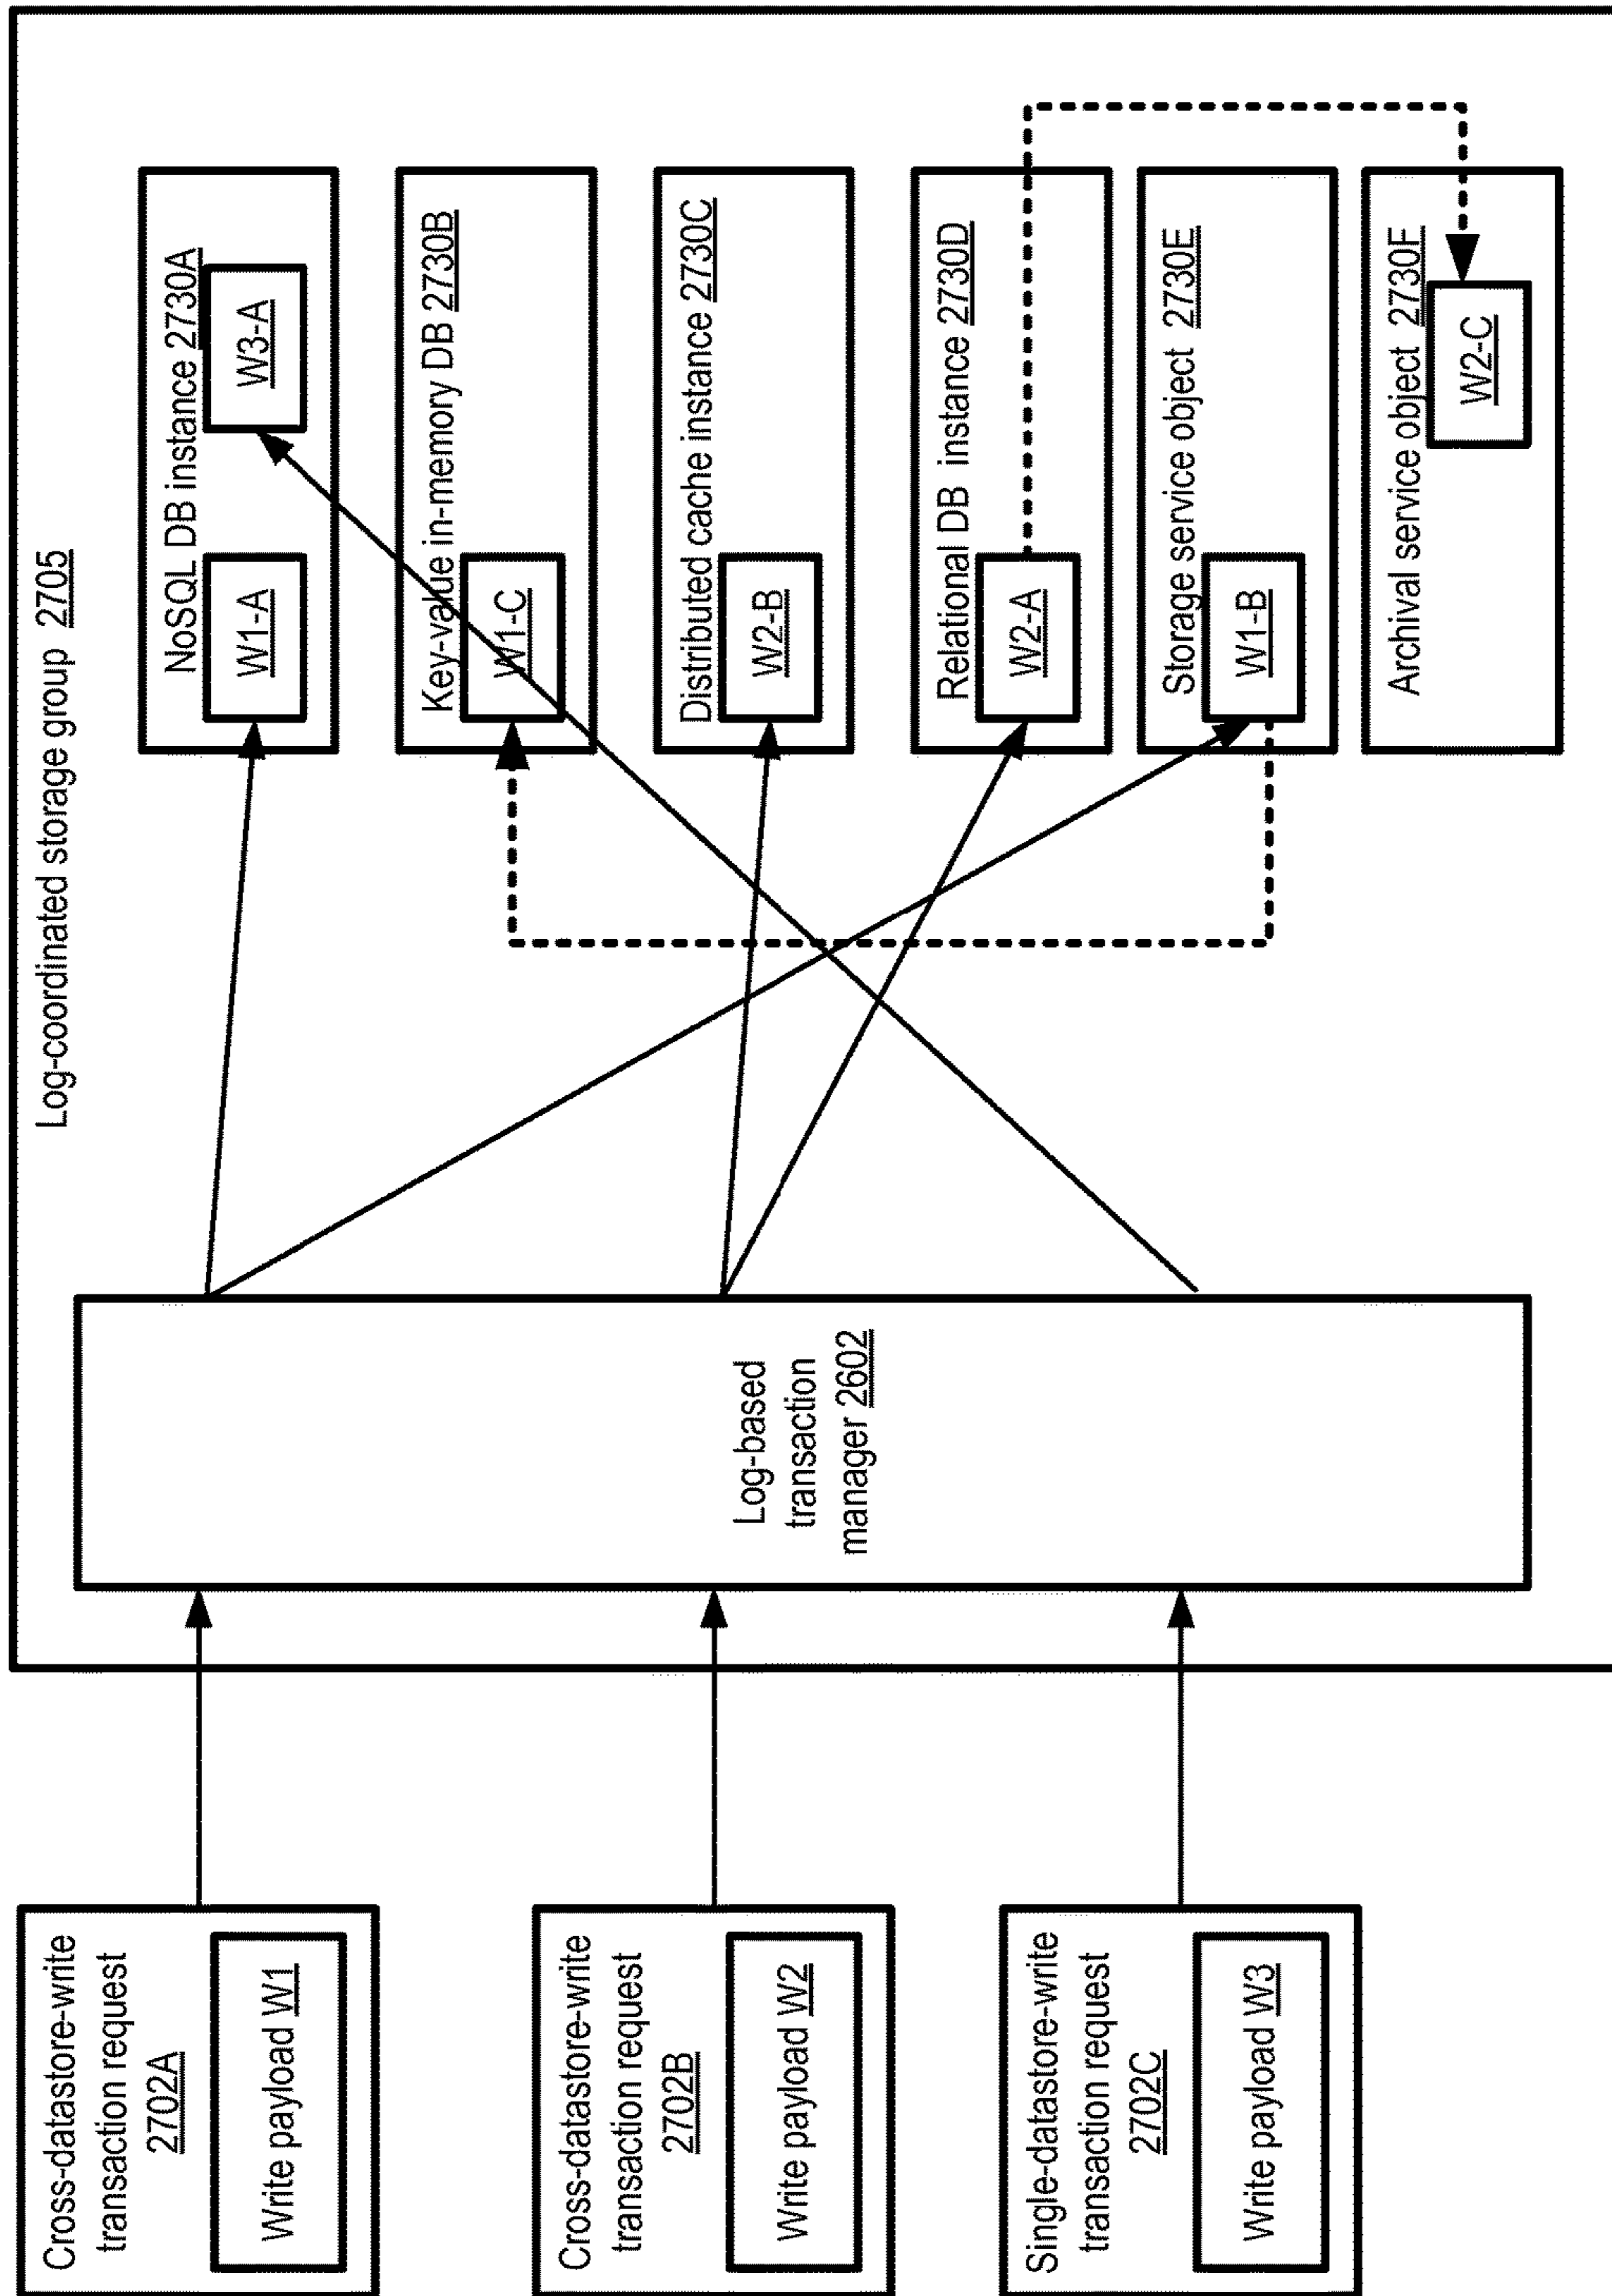 Log-coordinated storage group 2705
Cross-datastore-write
transaction request
2702A
Write payload W1
Cross-datastore-write
transaction request
2702B
Write payload W2
Single-datastore-write
transaction request
2702C
Write payload W3
Log-based
transaction
manager 2602
NoSQL DB instance 2730A
W1-A
W3-A
Key-value in-memory DB 2730B
W1-C
Distributed cache instance 2730C
W2-B
Relational DB instance 2730D
W2-A
Storage service object 2730E
W1-B
Archival service object 2730F
W2-C